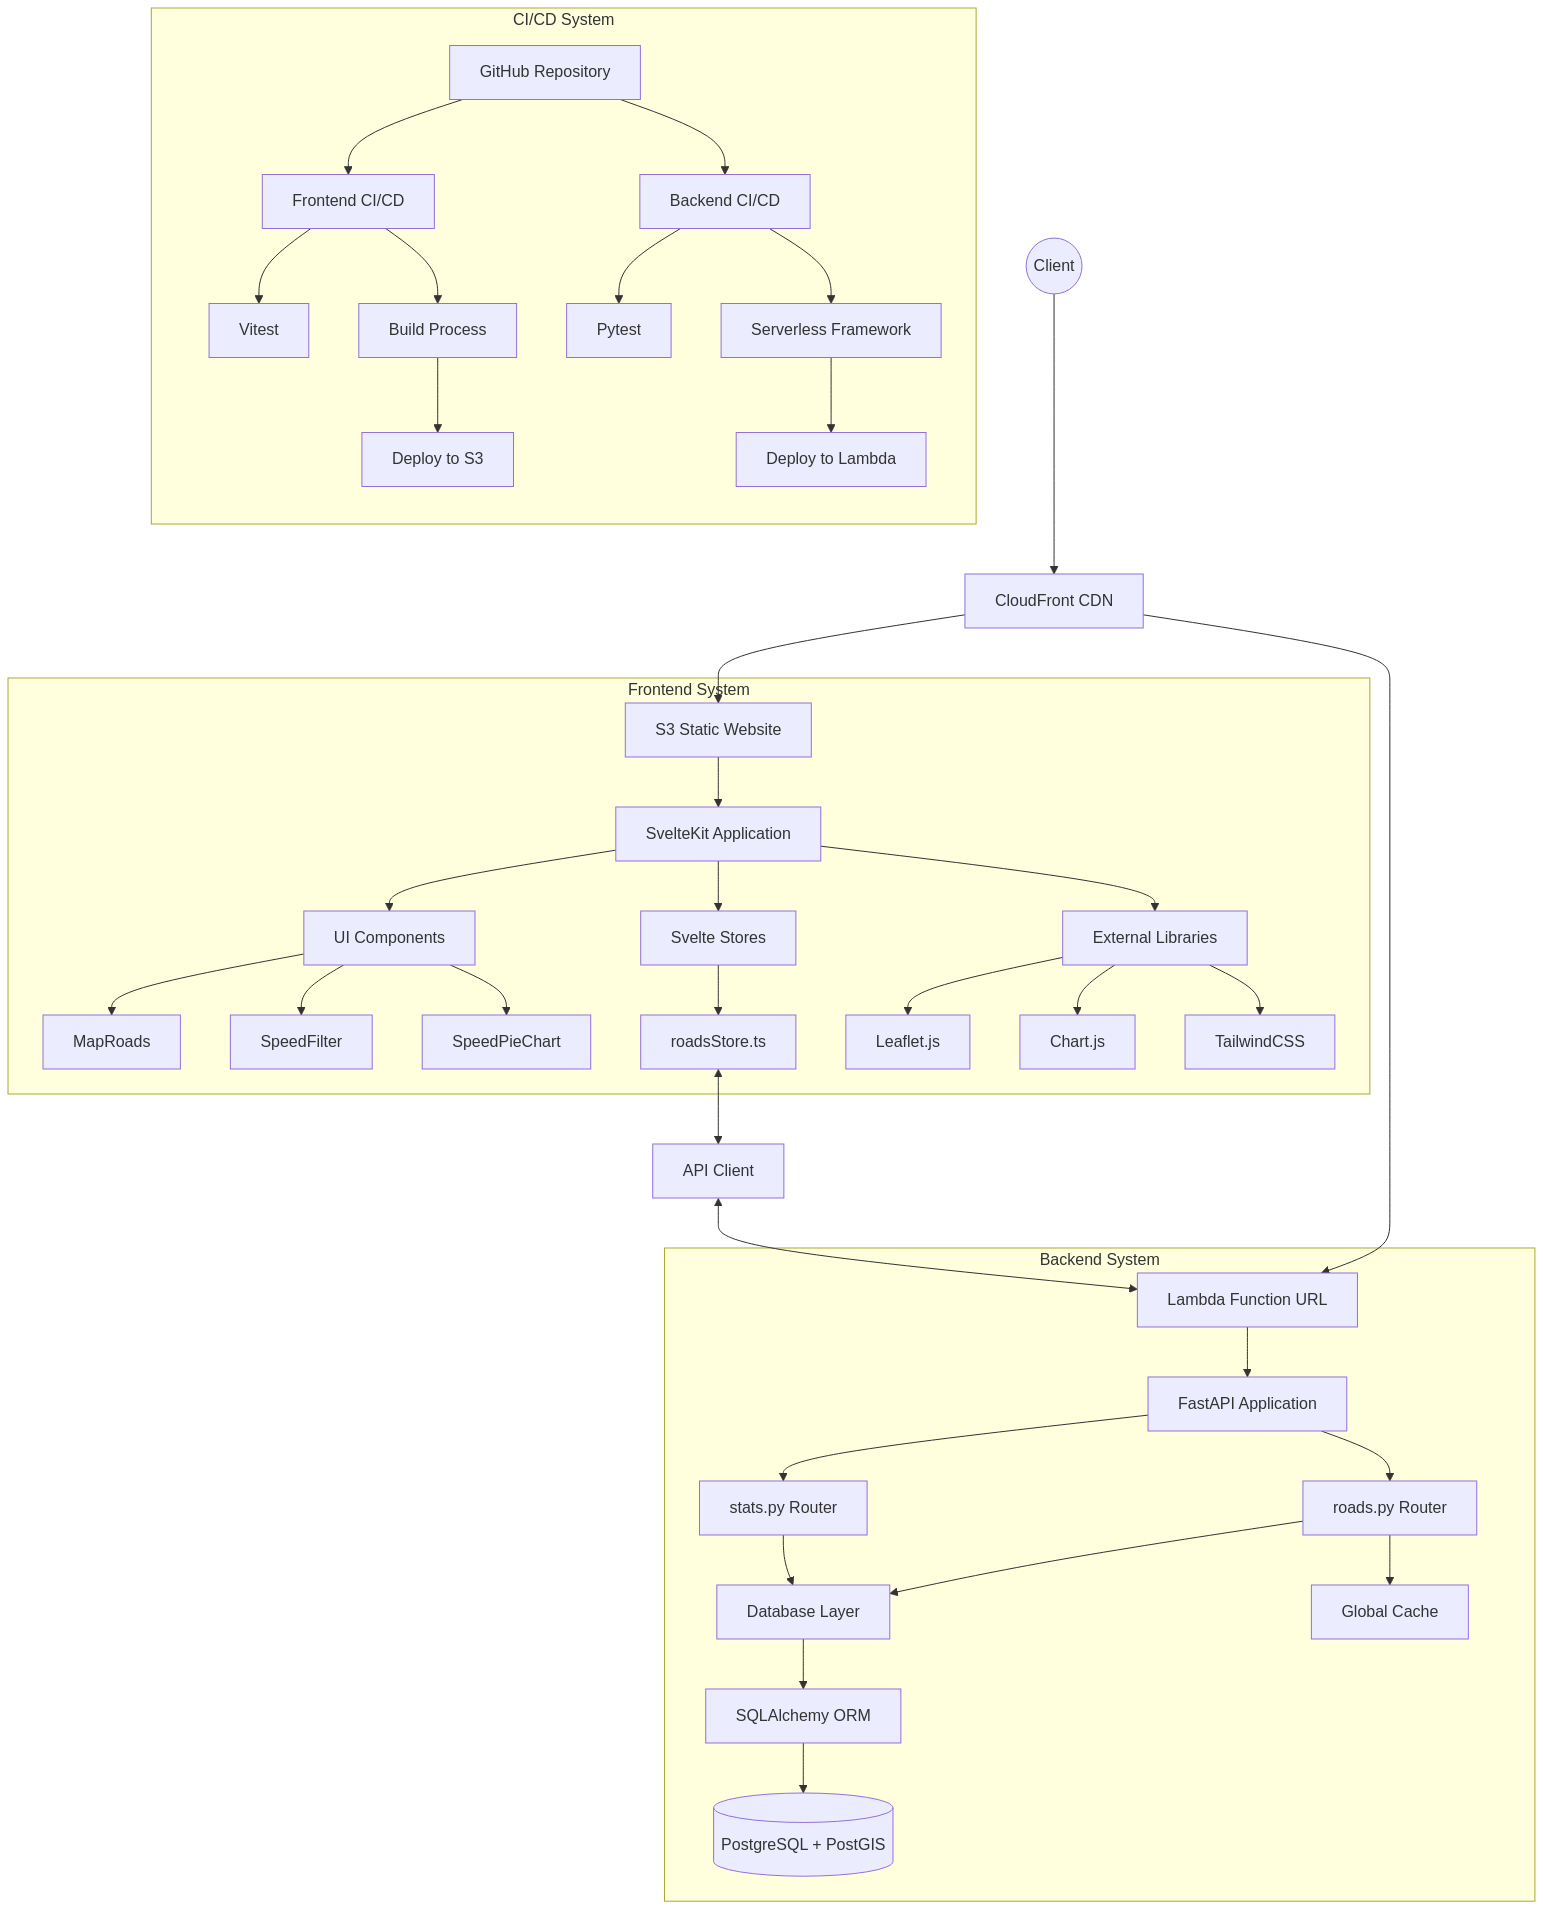 CI/CD System
GitHub Repository
Frontend CI/CD
Backend CI/CD
Client
Vitest
Build Process
Pytest
Serverless Framework
Deploy to S3
Deploy to Lambda
CloudFront CDN
Frontend System
S3 Static Website
SvelteKit Application
UI Components
Svelte Stores
External Libraries
MapRoads
SpeedFilter
SpeedPieChart
roadsStore.ts
Leaflet.js
Chart.js
TailwindCSS
API Client
Backend System
Lambda Function URL
FastAPI Application
stats.py Router
roads.py Router
Database Layer
Global Cache
SQLAlchemy ORM
PostgreSQL + PostGIS